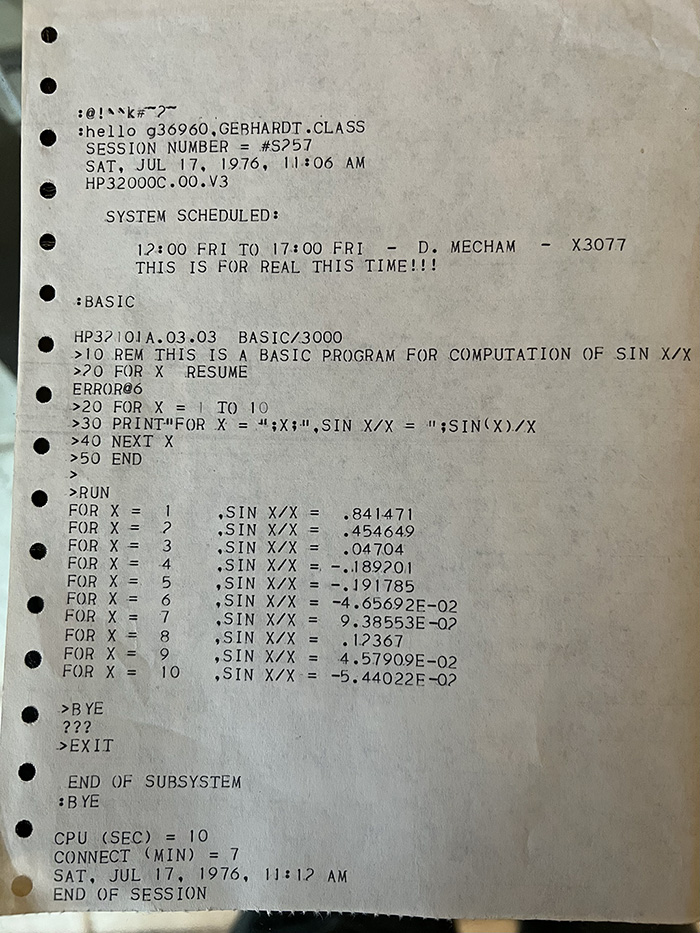 :@!^^k#~?~
:hello g36960,GEBHARDT.CLASS
SESSION NUMBER = #S257
SAT, JUL 17, 1976, 11:06 AM
HP32000C.00.V3
SYSTEM SCHEDULED:
12:00 FRI TO 17:00 FRI - D. MECHAM - X3077
THIS IS FOR REAL THIS TIME!!!
:BASIC
HP32101A.03.03 BASIC/3000
>10 REM THIS IS A BASIC PROGRAM FOR COMPUTATION OF SIN X/X
>20 FOR X RESUME
ERROR@6
>20 FOR X = 1 TO 10
>30 PRINT"FOR X = ";X;",SIN X/X = ";SIN(X)/X
>40 NEXT X
>50 END
>
>RUN
FOR X = 1 ,SIN X/X = .841471
FOR X = 2 ,SIN X/X = .454649
FOR X = 3 ,SIN X/X = .04704
FOR X = 4 ,SIN X/X = -.189201
FOR X = 5 ,SIN X/X = -.191785
FOR X = 6 ,SIN X/X = -4.65692E-02
FOR X = 7 ,SIN X/X = 9.38553E-02
FOR X = 8 ,SIN X/X = .12367
FOR X = 9 ,SIN X/X = 4.57909E-02
FOR X = 10 ,SIN X/X = -5.44022E-02
>BYE
???
>EXIT
END OF SUBSYSTEM
:BYE
CPU (SEC) = 10
CONNECT (MIN) = 7
SAT, JUL 17, 1976, 11:12 AM
END OF SESSION